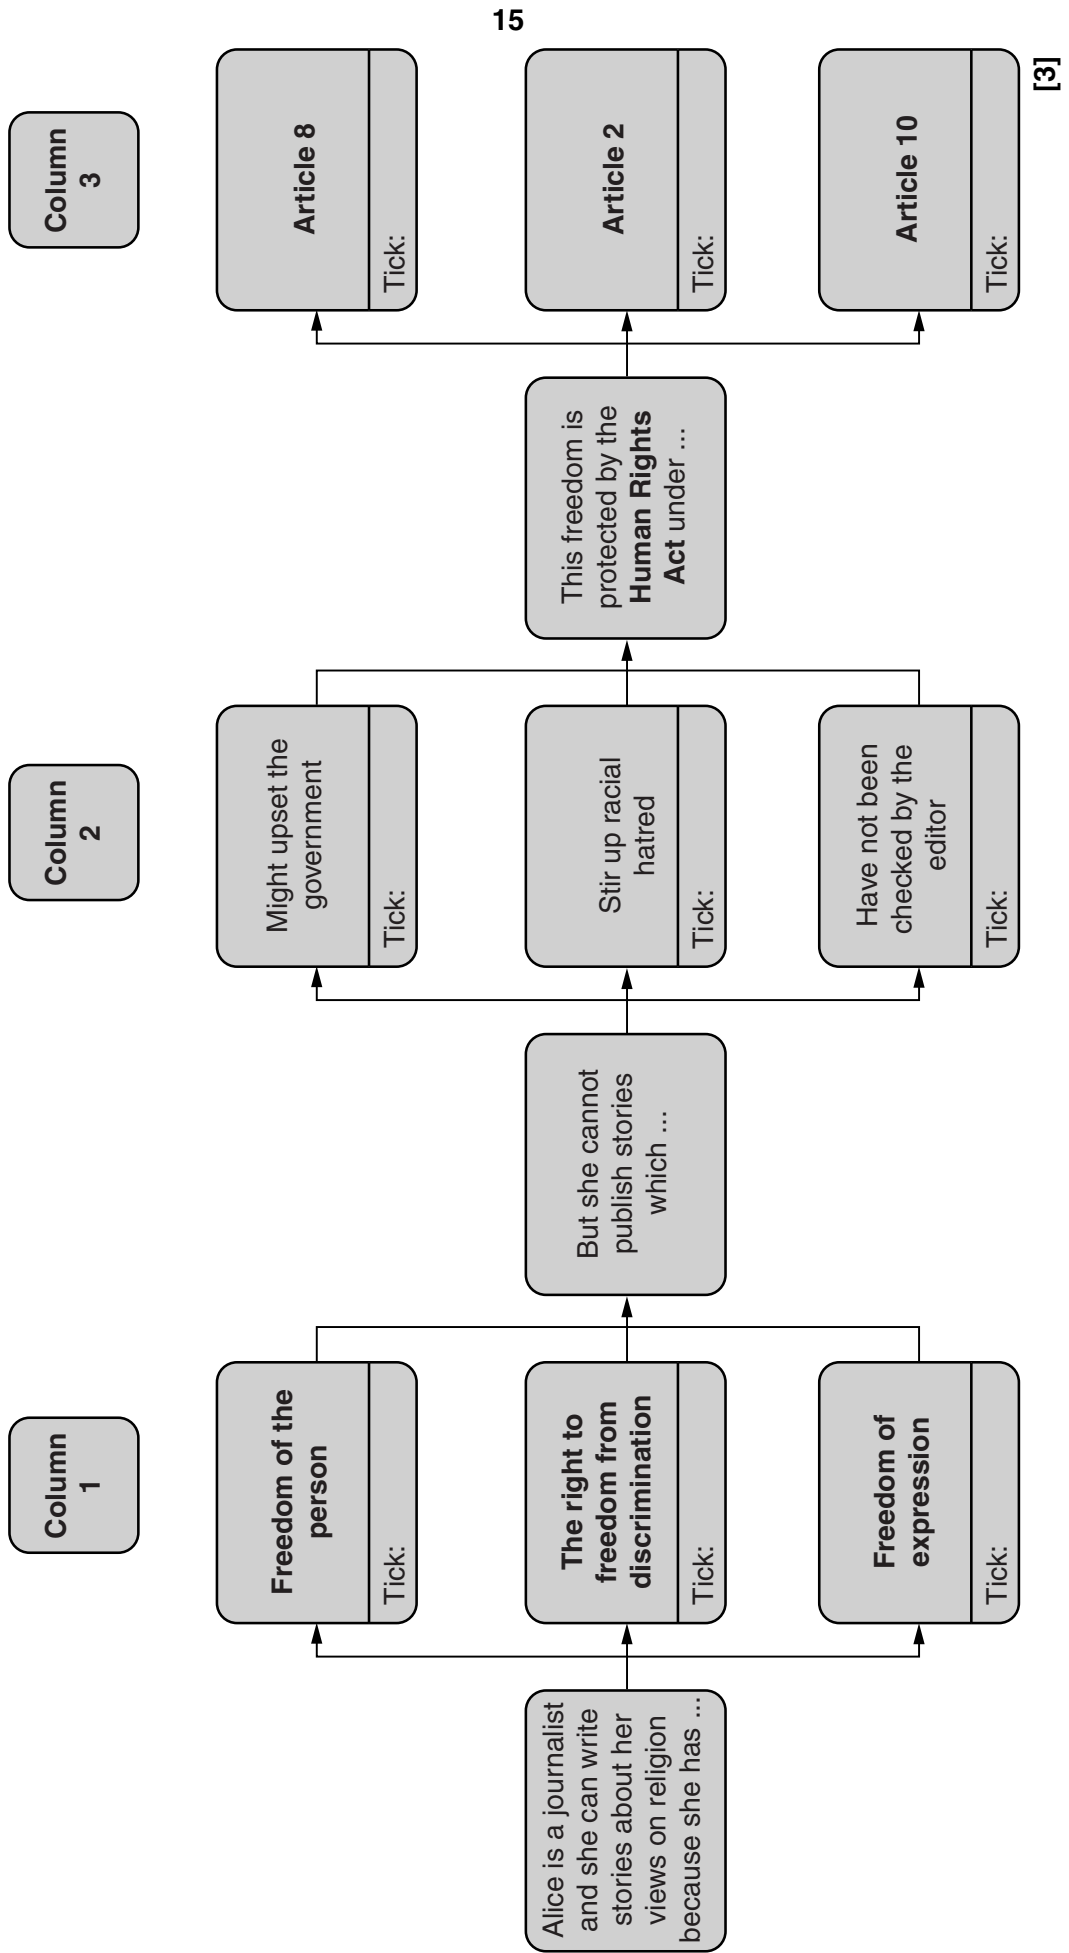 15
Column
1
Column
2
Column
3
Alice is a journalist
and she can write
stories about her
views on religion
because she has ...
Freedom of the
person
Tick:
The right to
freedom from
discrimination
Tick:
Freedom of
expression
Tick:
But she cannot
publish stories
which ...
Might upset the
government
Tick:
Stir up racial
hatred
Tick:
Have not been
checked by the
editor
Tick:
This freedom is
protected by the
Human Rights
Act under ...
Article 8
Tick:
Article 2
Tick:
Article 10
Tick:
[3]